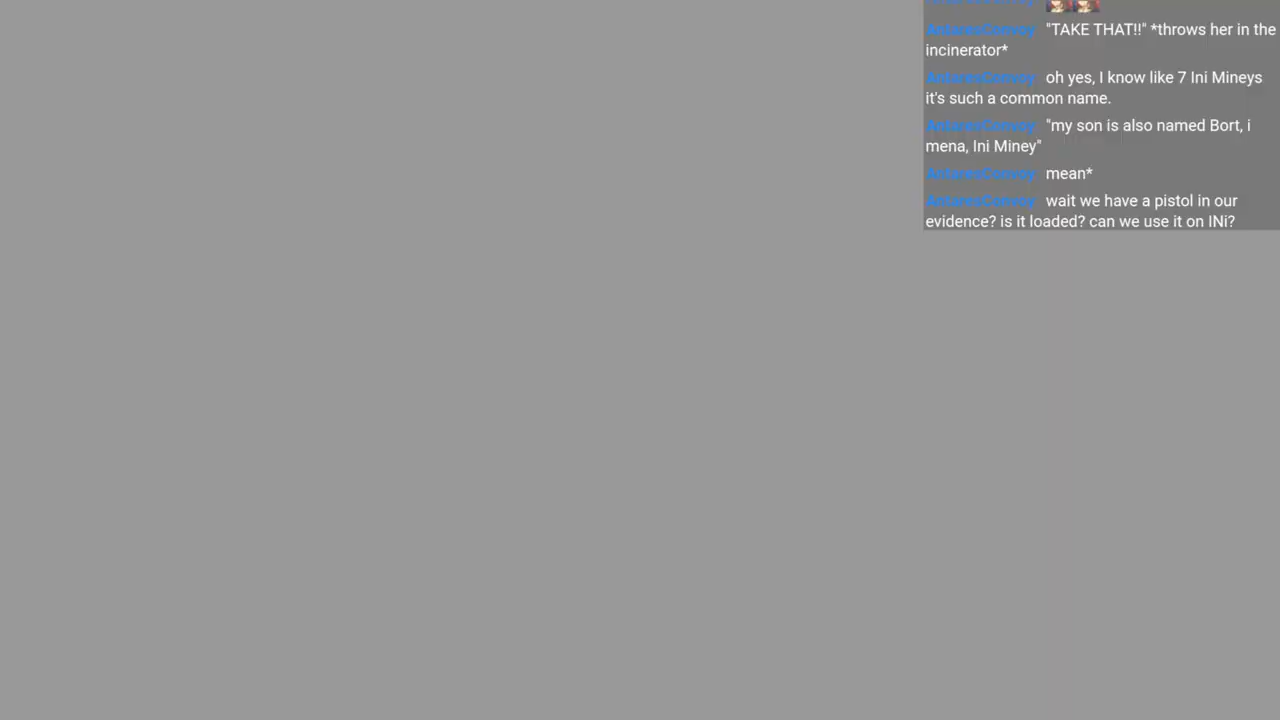 AntaresConvoy: "TAKE THAT!!" *throws her in the
incinerator*
AntaresConvoy: oh yes, I know like 7 Ini Mineys
it's such a common name.
AntaresConvoy: "my son is also named Bort, i
mena, Ini Miney"
AntaresConvoy: mean*
AntaresConvoy: wait we have a pistol in our
evidence? is it loaded? can we use it on INi?